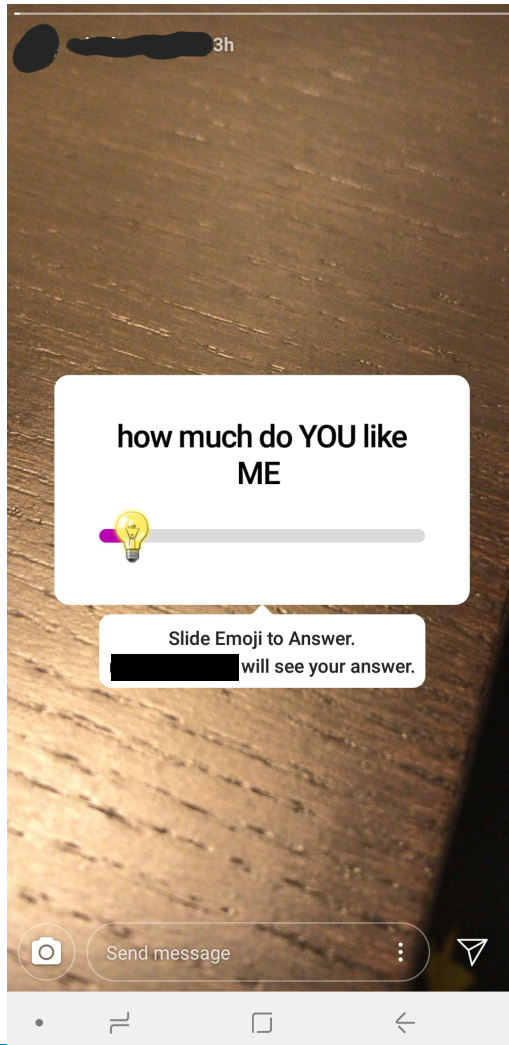 3h
how much do YOU like
ME
Slide Emoji to Answer.
will see your answer.
Send message